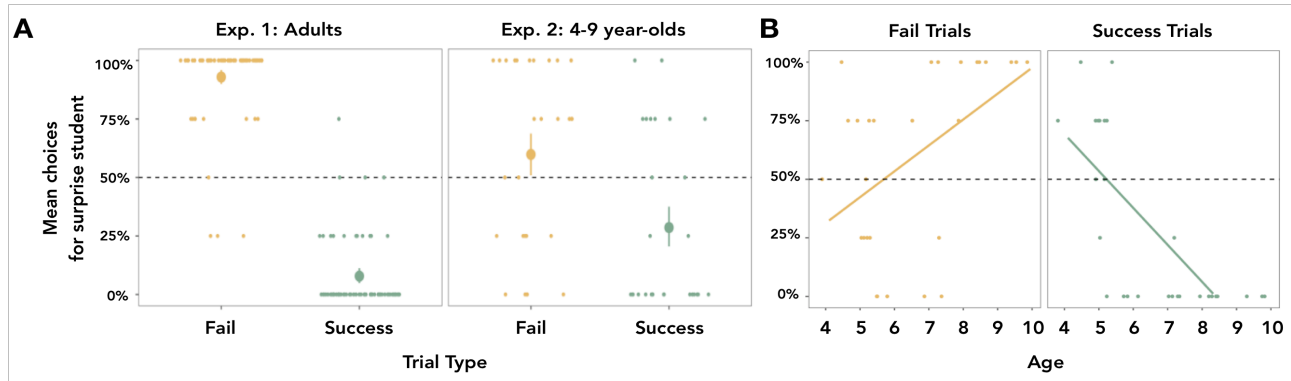 A
Exp. 1: Adults
Exp. 2: 4-9 year-olds
Mean choices
for surprise student
100%
75%
50%
25%
0%
Fail
Success
Fail
Success
Trial Type
B
Fail Trials
Success Trials
100%
75%
50%
25%
0%
4 5 6 7 8 9 10
4 5 6 7 8 9 10
Age